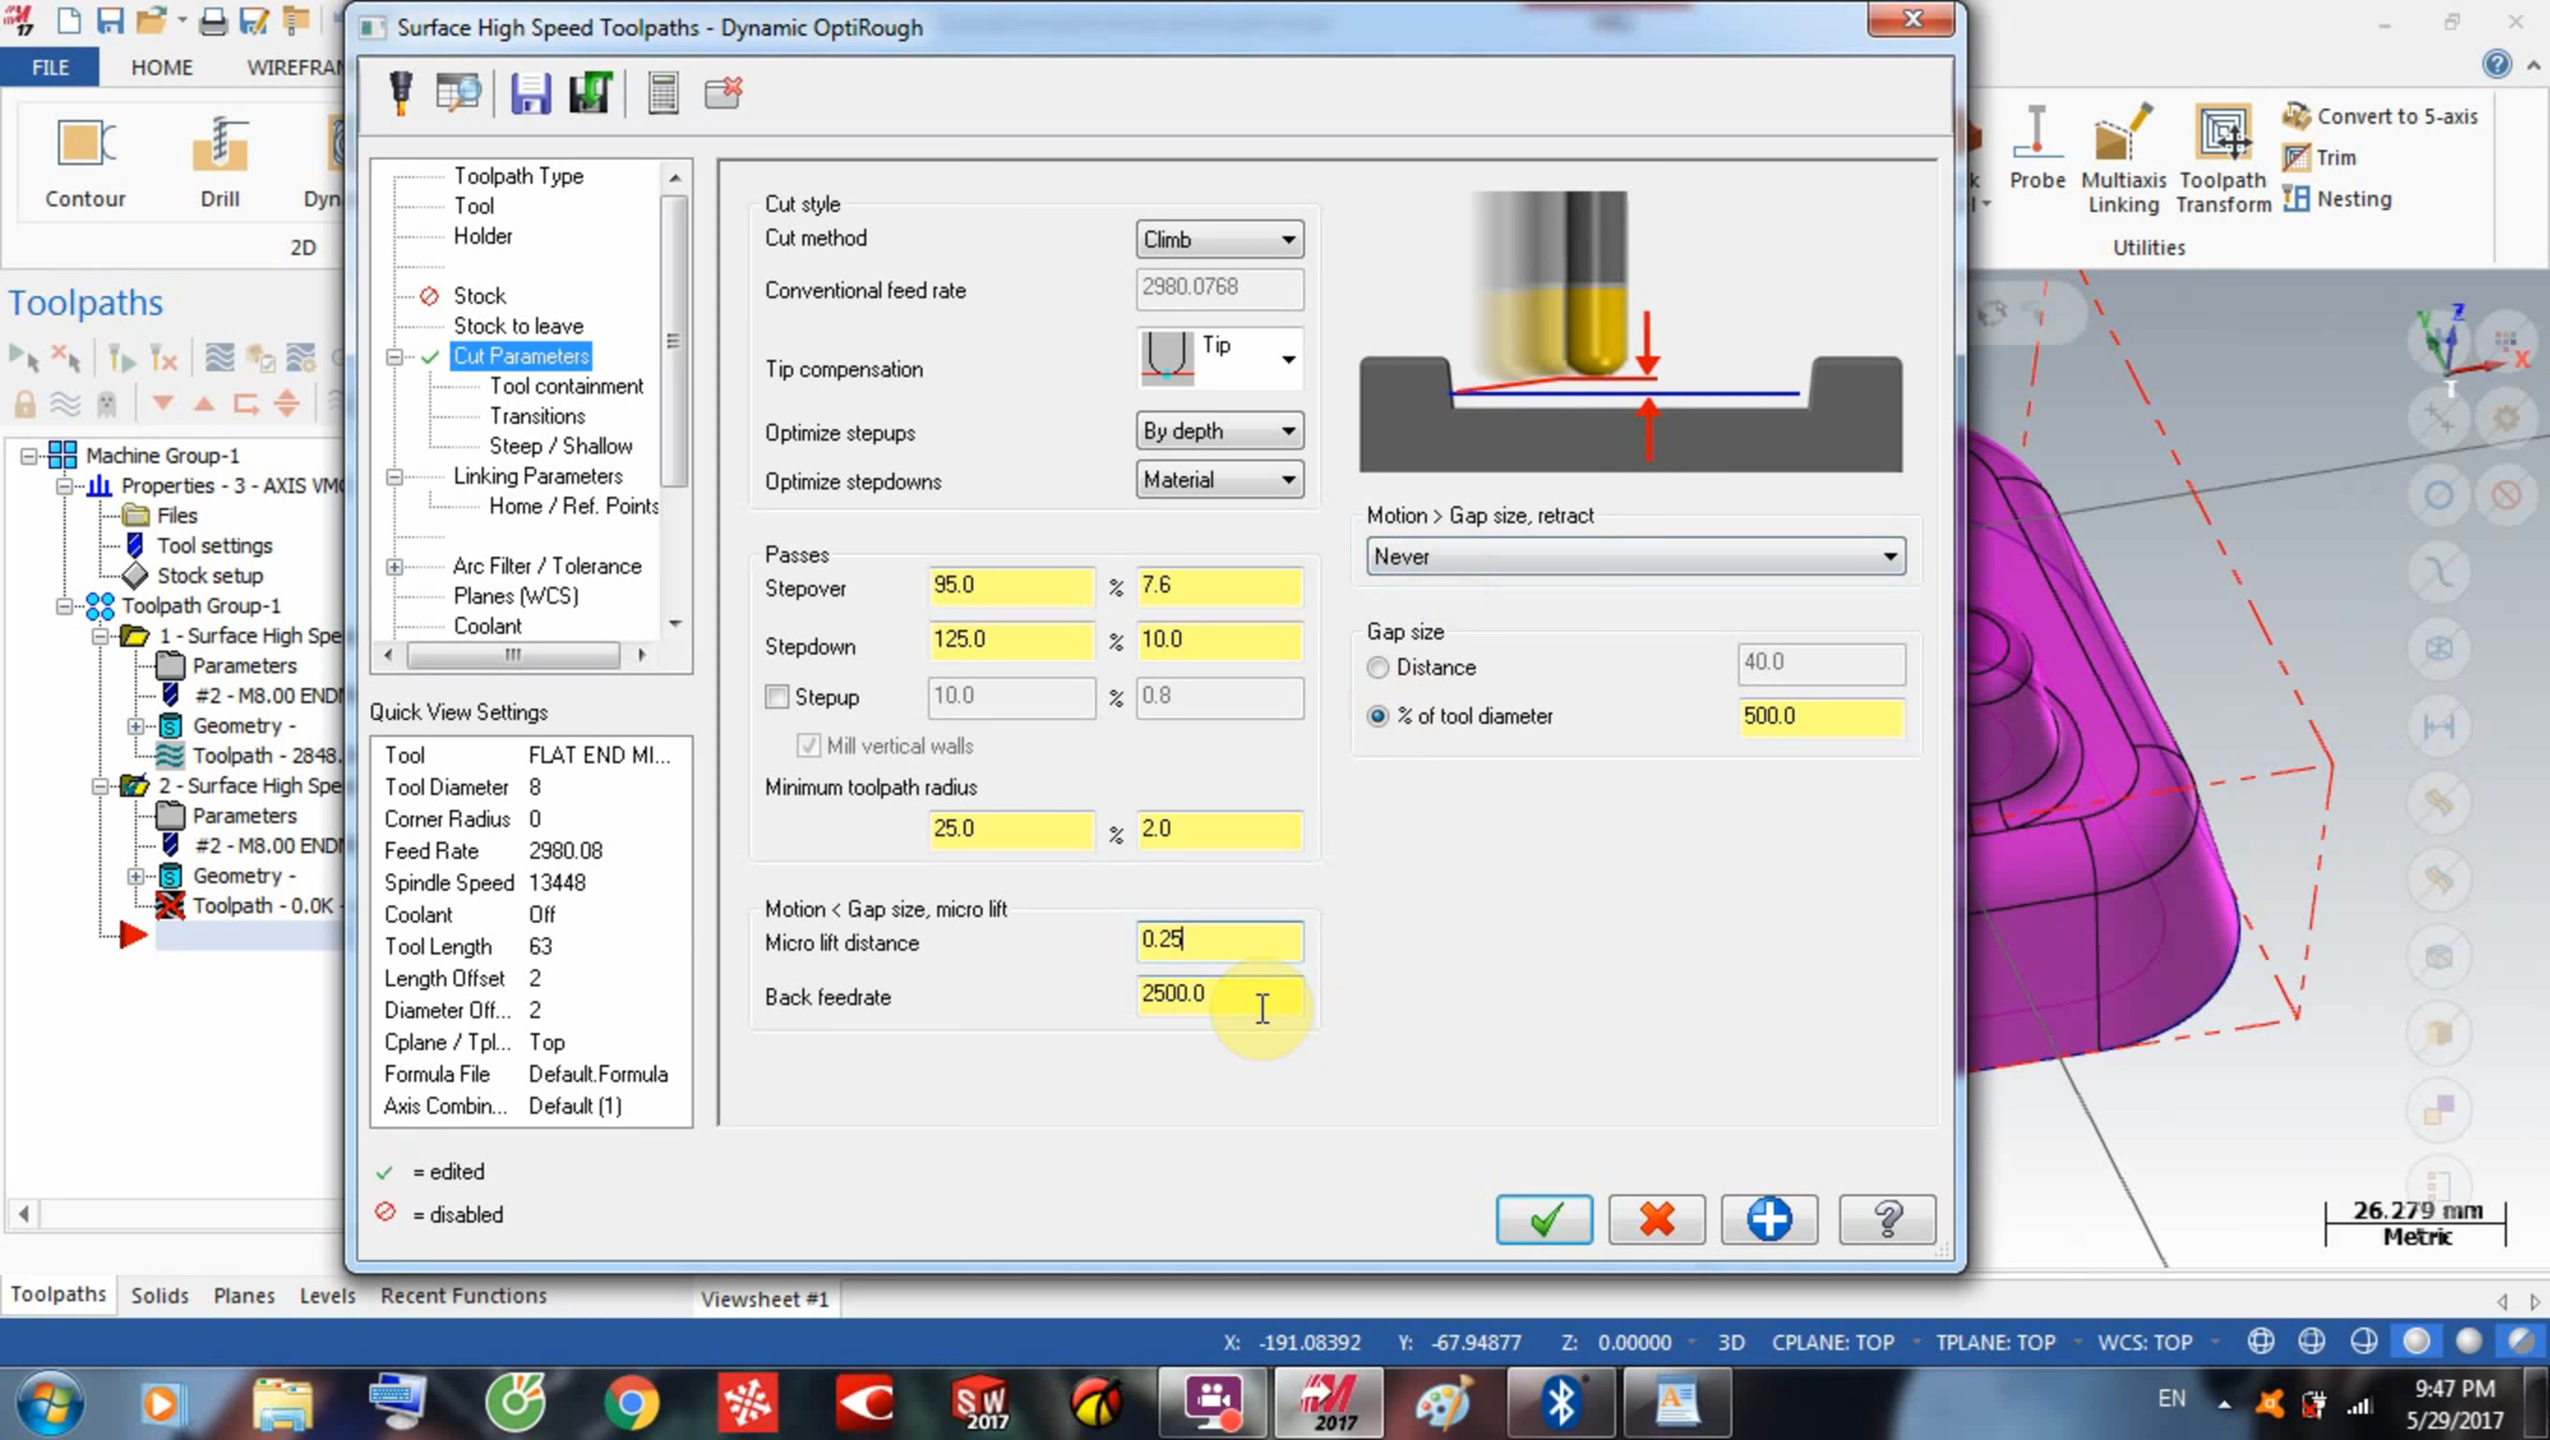 17
Surface High Speed Toolpaths - Dynamic OptiRough
FILE
HOME
WIREFRAM
Contour
Drill
Dyn
2D
Probe
Multiaxis
Linking
Toolpath
Transform
Convert to 5-axis
Trim
Nesting
Utilities
Toolpaths
Machine Group-1
Properties - 3 - AXIS VMC
Files
Tool settings
Stock setup
Toolpath Group-1
1 - Surface High Spe
Parameters
#2 - M8.00 ENDM
Geometry -
Toolpath - 2848.
2 - Surface High Spe
Parameters
#2 - M8.00 ENDM
Geometry -
Toolpath - 0.0K -
Toolpath Type
Tool
Holder
Stock
Stock to leave
Cut Parameters
Tool containment
Transitions
Steep / Shallow
Linking Parameters
Home / Ref. Points
Arc Filter / Tolerance
Planes (WCS)
Coolant
Quick View Settings
Tool FLAT END MI...
Tool Diameter 8
Corner Radius 0
Feed Rate 2980.08
Spindle Speed 13448
Coolant Off
Tool Length 63
Length Offset 2
Diameter Off... 2
Cplane / Tpl... Top
Formula File Default.Formula
Axis Combin... Default (1)
= edited
= disabled
Cut style
Cut method Climb
Conventional feed rate 2980.0768
Tip compensation Tip
Optimize stepups By depth
Optimize stepdowns Material
Passes
Stepover 95.0 % 7.6
Stepdown 125.0 % 10.0
Stepup 10.0 % 0.8
Mill vertical walls
Minimum toolpath radius
25.0 % 2.0
Motion < Gap size, micro lift
Micro lift distance 0.25
Back feedrate 2500.0
Motion > Gap size, retract
Never
Gap size
Distance 40.0
% of tool diameter 500.0
Z
Y
X
T
26.279 mm
Metric
Toolpaths
Solids
Planes
Levels
Recent Functions
Viewsheet #1
X: -191.08392 Y: -67.94877 Z: 0.00000 3D CPLANE: TOP TPLANE: TOP WCS: TOP
SW
2017
2017
EN
9:47 PM
5/29/2017